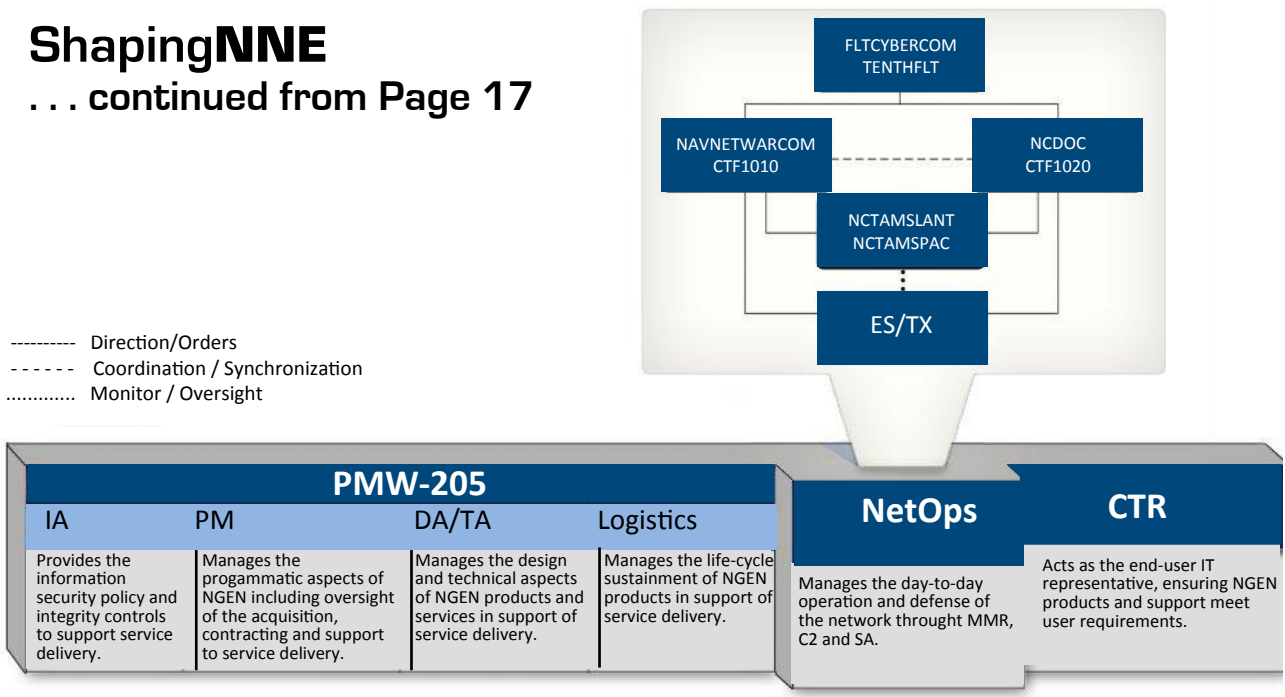 ShapingNNE
. . . continued from Page 17
FLTCYBERCOM
TENTHFLT
NAVNETWARCOM
CTF1010
NCDOC
CTF1020
NCTAMSLANT
NCTAMSPAC
ES/TX
---------- Direction/Orders
- - - - - - Coordination / Synchronization
............. Monitor / Oversight
PMW-205
IA
Provides the
information
security policy and
integrity controls
to support service
delivery.
PM
Manages the
progammatic aspects of
NGEN including oversight
of the acquisition,
contracting and support
to service delivery.
DA/TA
Manages the design
and technical aspects
of NGEN products and
services in support of
service delivery.
Logistics
Manages the life-cycle
sustainment of NGEN
products in support of
service delivery.
NetOps
Manages the day-to-day
operation and defense of
the network throught MMR,
C2 and SA.
CTR
Acts as the end-user IT
representative, ensuring NGEN
products and support meet
user requirements.